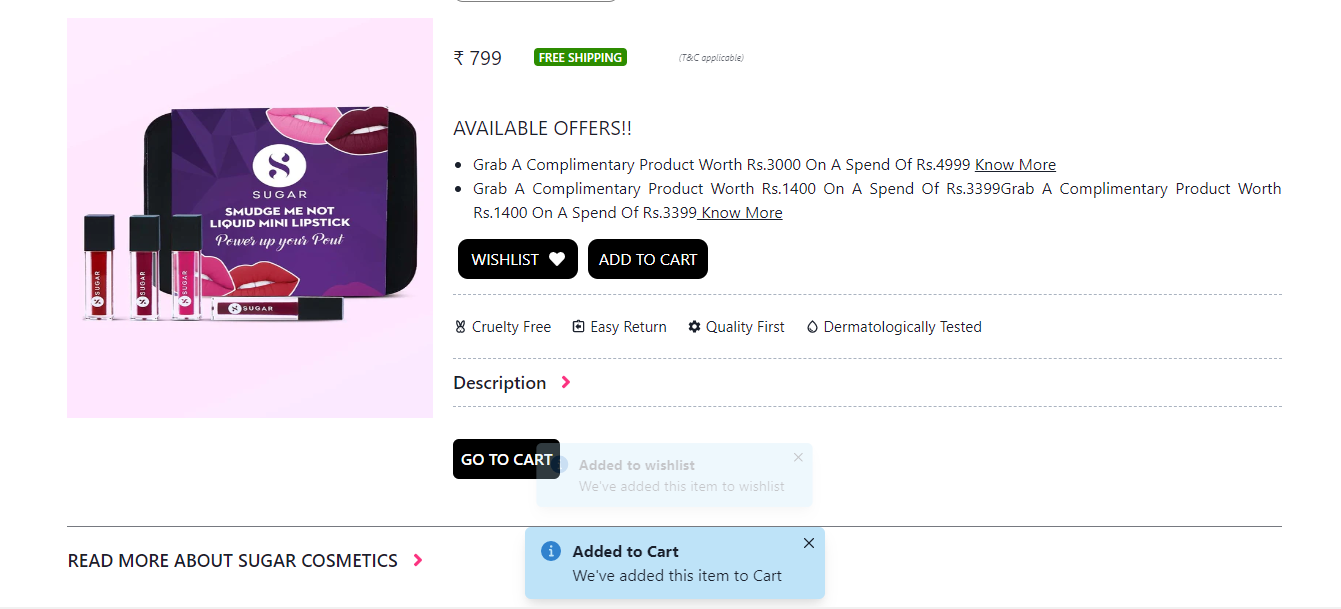 SUGAR
SMUDGE ME NOT
LIQUID MINI LIPSTICK
Power up your Pout
SUGAR
SUGAR
SUGAR
SUGAR
₹ 799
FREE SHIPPING
(T&C applicable)
AVAILABLE OFFERS!!
Grab A Complimentary Product Worth Rs.3000 On A Spend Of Rs.4999 Know More
Grab A Complimentary Product Worth Rs.1400 On A Spend Of Rs.3399Grab A Complimentary Product Worth
Rs.1400 On A Spend Of Rs.3399 Know More
WISHLIST
ADD TO CART
Cruelty Free
Easy Return
Quality First
Dermatologically Tested
Description
GO TO CART
Added to wishlist
We've added this item to wishlist
Added to Cart
We've added this item to Cart
READ MORE ABOUT SUGAR COSMETICS